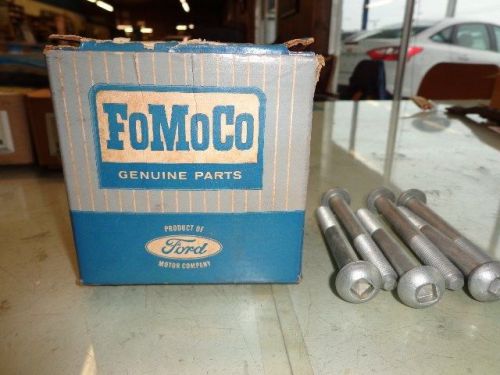 FoMoCo
GENUINE PARTS
PRODUCT OF
Ford
MOTOR COMPANY